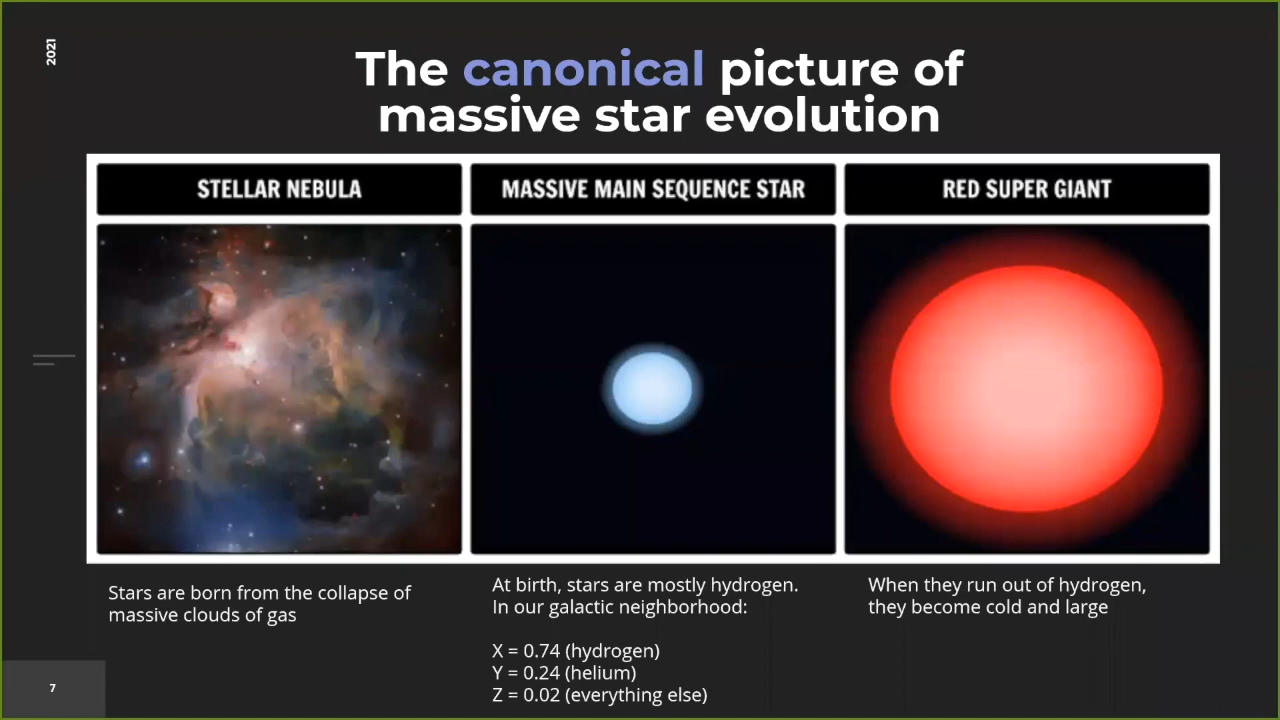 2021
The canonical picture of
massive star evolution
STELLAR NEBULA
MASSIVE MAIN SEQUENCE STAR
RED SUPER GIANT
Stars are born from the collapse of
massive clouds of gas
At birth, stars are mostly hydrogen.
In our galactic neighborhood:
X = 0.74 (hydrogen)
Y = 0.24 (helium)
Z = 0.02 (everything else)
When they run out of hydrogen,
they become cold and large
7